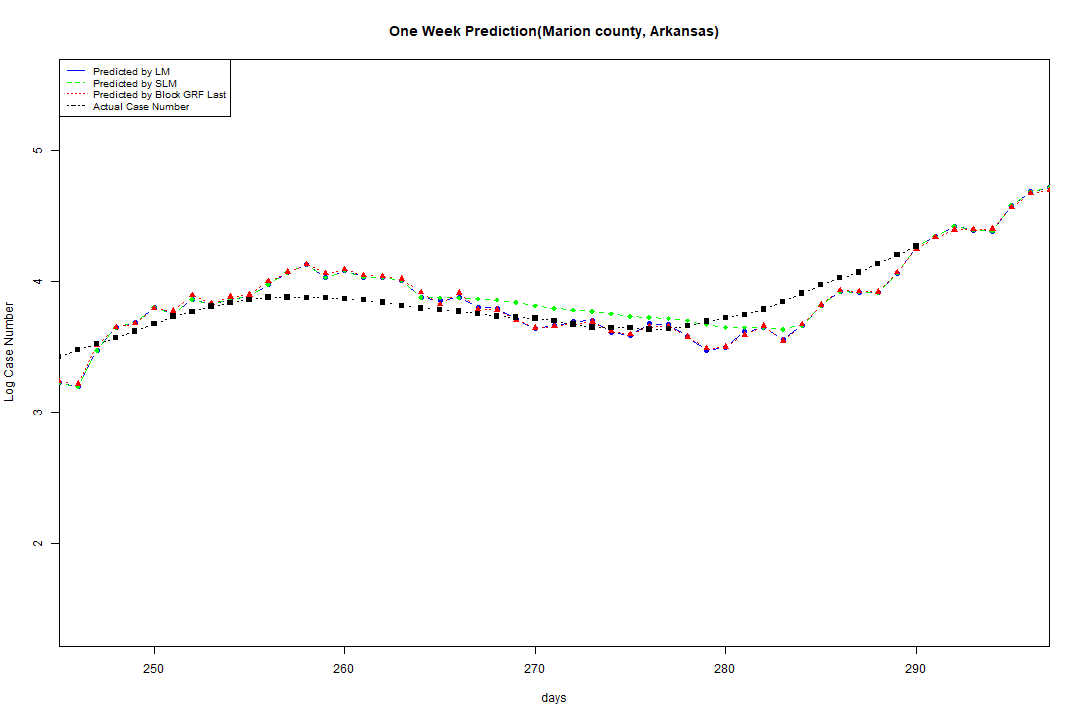 One Week Prediction(Marion county, Arkansas)
Predicted by LM
Predicted by SLM
Predicted by Block GRF Last
Actual Case Number
5
4
3
2
Log Case Number
250
260
270
280
290
days